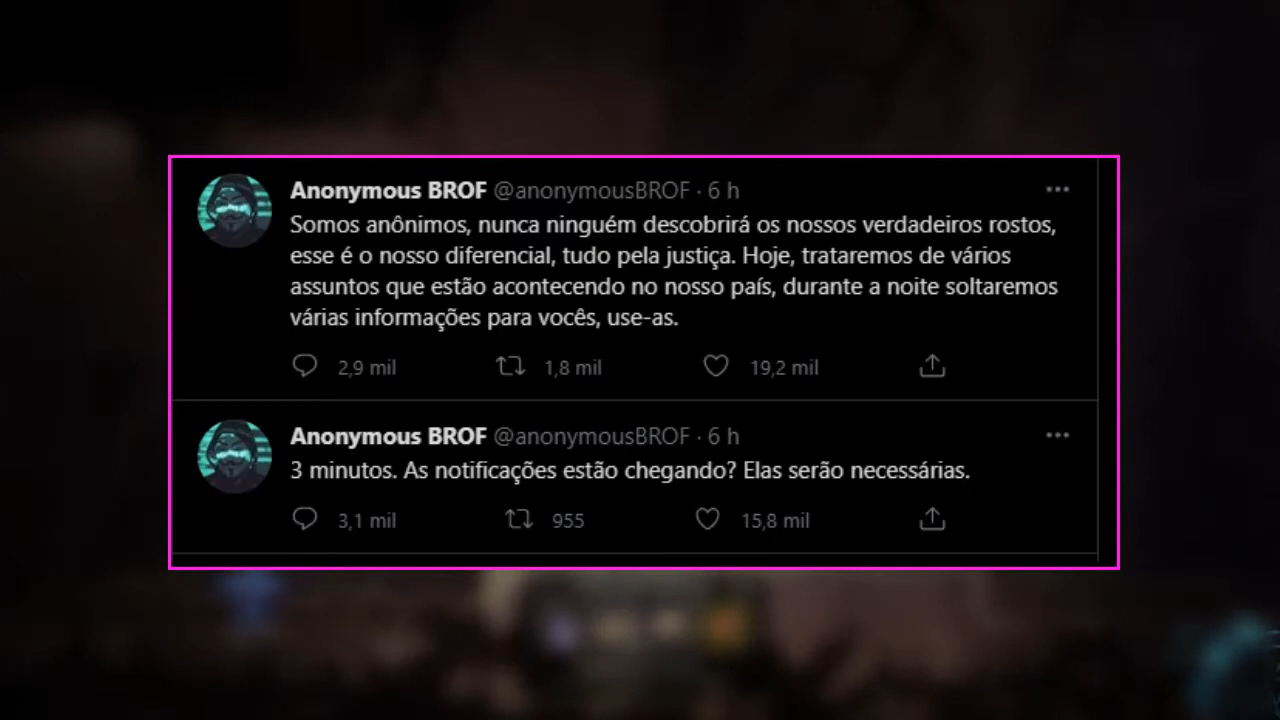 Anonymous BROF @anonymousBROF · 6 h
Somos anônimos, nunca ninguém descobrirá os nossos verdadeiros rostos,
esse é o nosso diferencial, tudo pela justiça. Hoje, trataremos de vários
assuntos que estão acontecendo no nosso país, durante a noite soltaremos
várias informações para vocês, use-as.
2,9 mil 1,8 mil 19,2 mil
Anonymous BROF @anonymousBROF · 6 h
3 minutos. As notificações estão chegando? Elas serão necessárias.
3,1 mil 955 15,8 mil